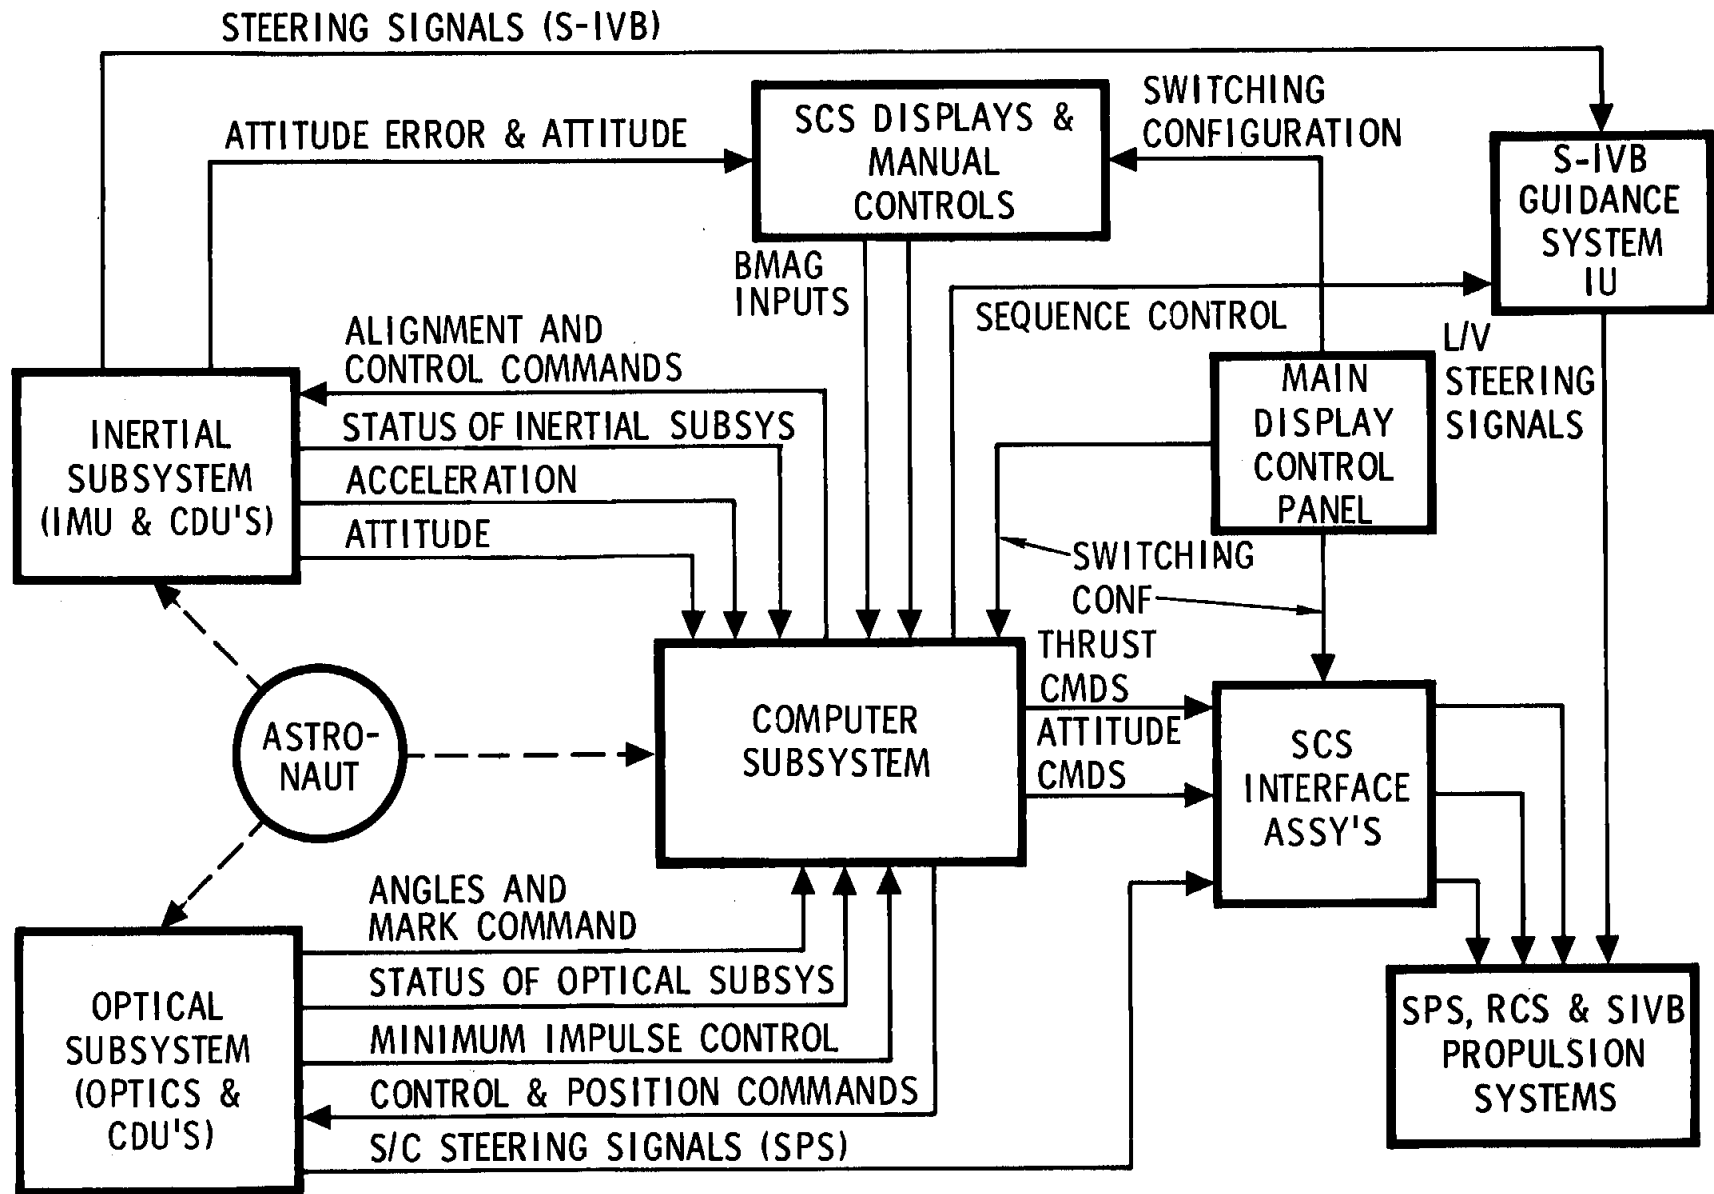 STEERING SIGNALS (S-IVB)
ATTITUDE ERROR & ATTITUDE
SCS DISPLAYS &
MANUAL
CONTROLS
SWITCHING
CONFIGURATION
S-IVB
GUIDANCE
SYSTEM
IU
BMAG
INPUTS
SEQUENCE CONTROL
ALIGNMENT AND
CONTROL COMMANDS
STATUS OF INERTIAL SUBSYS
ACCELERATION
ATTITUDE
INERTIAL
SUBSYSTEM
(IMU & CDU'S)
MAIN
DISPLAY
CONTROL
PANEL
L/V
STEERING
SIGNALS
SWITCHING
CONF
THRUST
CMDS
ATTITUDE
CMDS
ASTRO-
NAUT
COMPUTER
SUBSYSTEM
SCS
INTERFACE
ASSY'S
ANGLES AND
MARK COMMAND
STATUS OF OPTICAL SUBSYS
MINIMUM IMPULSE CONTROL
CONTROL & POSITION COMMANDS
S/C STEERING SIGNALS (SPS)
OPTICAL
SUBSYSTEM
(OPTICS &
CDU'S)
SPS, RCS & SIVB
PROPULSION
SYSTEMS